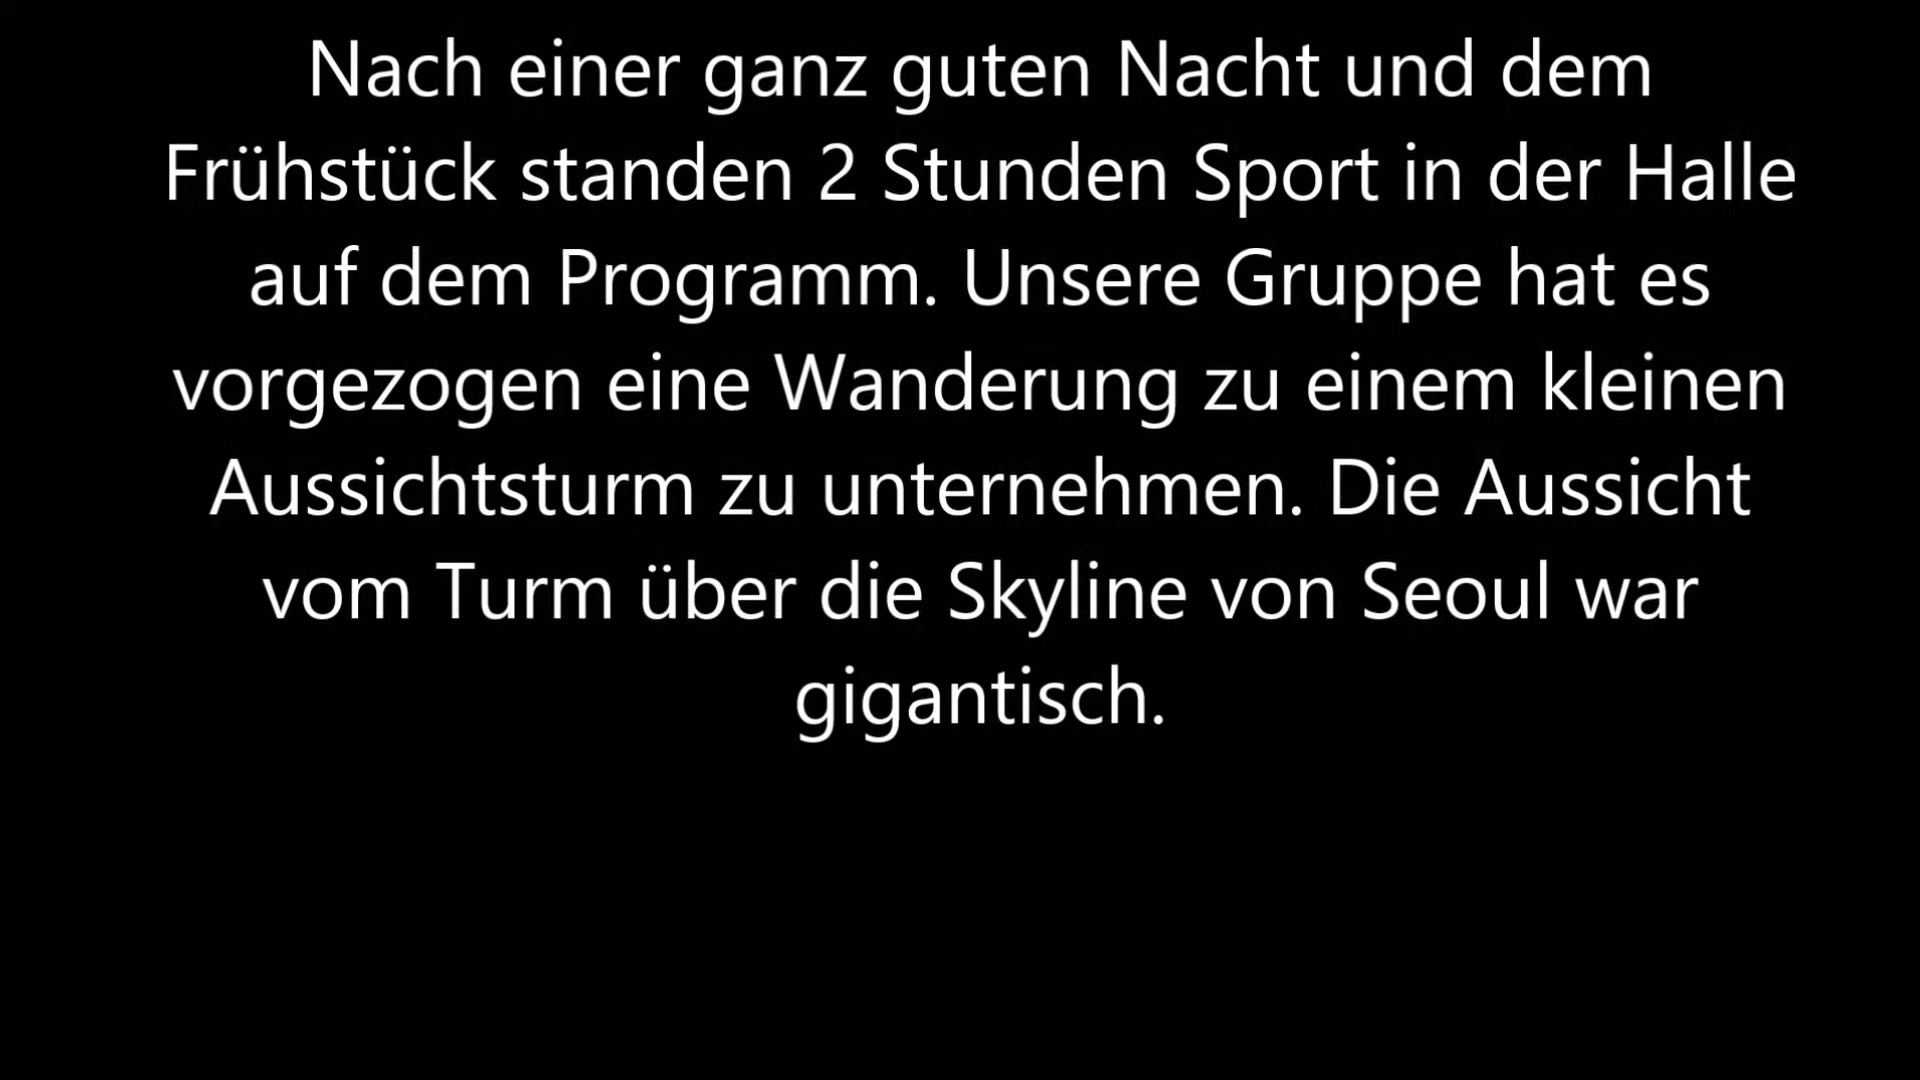 Nach einer ganz guten Nacht und dem
Frühstück standen 2 Stunden Sport in der Halle
auf dem Programm. Unsere Gruppe hat es
vorgezogen eine Wanderung zu einem kleinen
Aussichtsturm zu unternehmen. Die Aussicht
vom Turm über die Skyline von Seoul war
gigantisch.